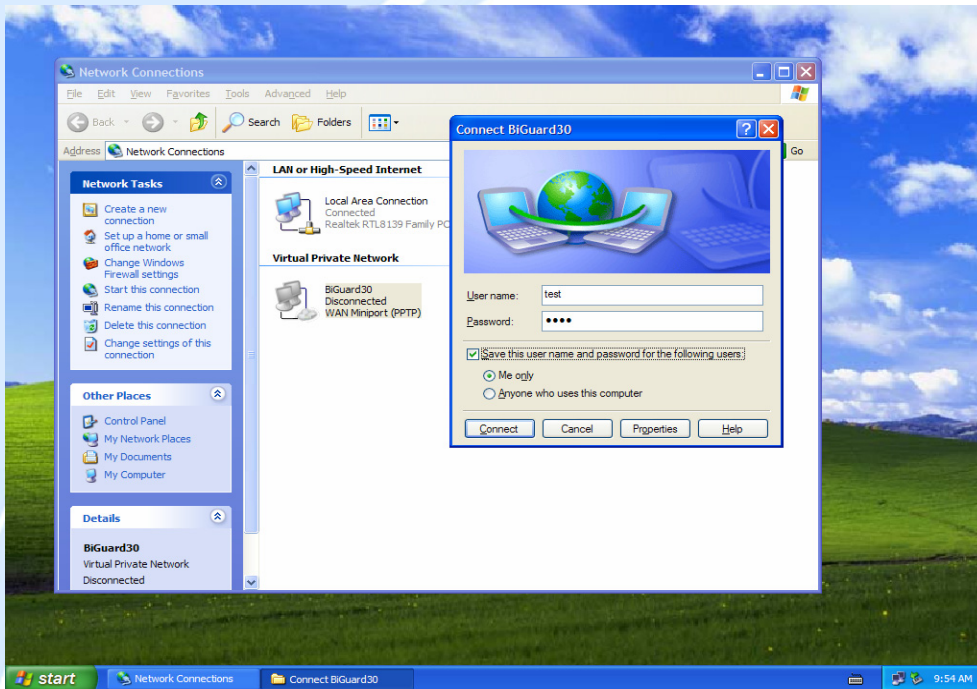 Network Connections
File Edit View Favorites Tools Advanced Help
Back Search Folders
Address Network Connections Go
Network Tasks
Create a new
connection
Set up a home or small
office network
Change Windows
Firewall settings
Start this connection
Rename this connection
Delete this connection
Change settings of this
connection
Other Places
Control Panel
My Network Places
My Documents
My Computer
Details
BiGuard30
Virtual Private Network
Disconnected
LAN or High-Speed Internet
Local Area Connection
Connected
Realtek RTL8139 Family PC
Virtual Private Network
BiGuard30
Disconnected
WAN Miniport (PPTP)
Connect BiGuard30
User name: test
Password: ••••
Save this user name and password for the following users:
Me only
Anyone who uses this computer
Connect Cancel Properties Help
start Network Connections Connect BiGuard30 9:54 AM